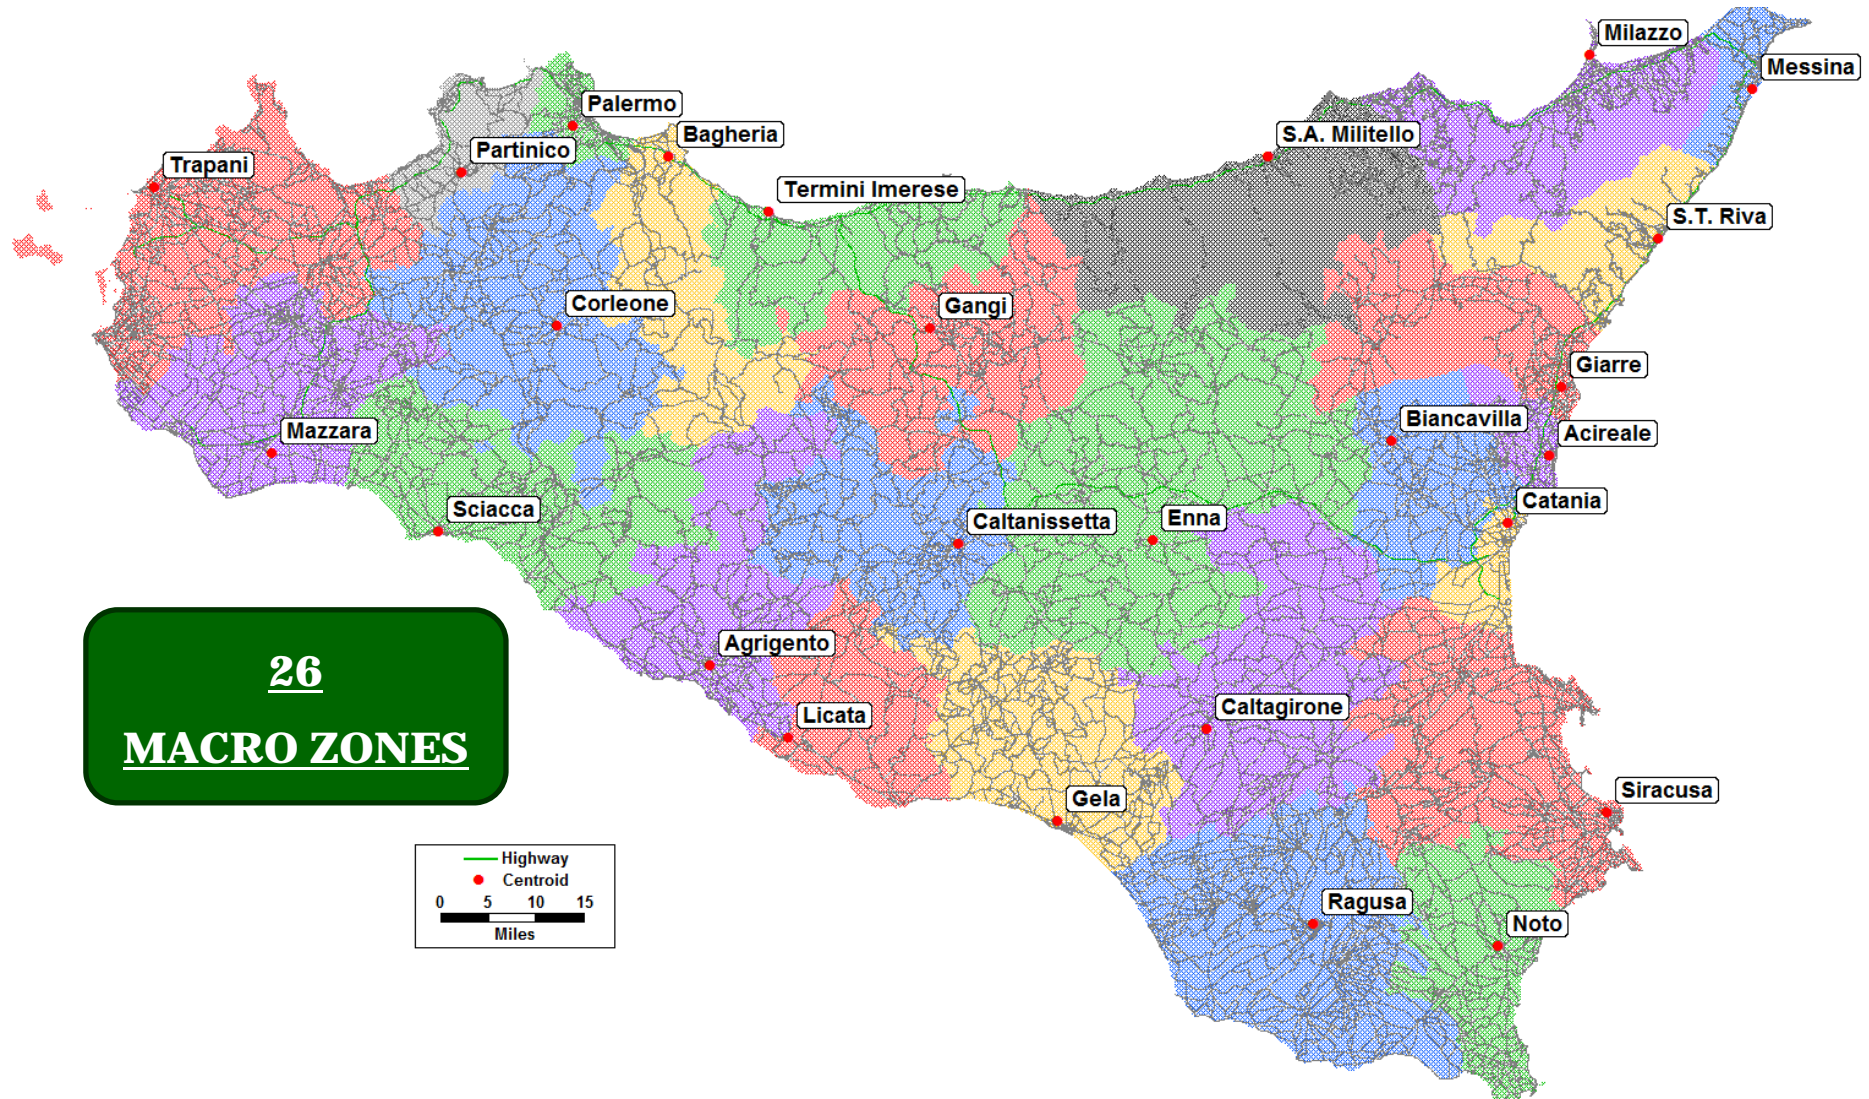 Milazzo
Messina
Palermo
Bagheria
S.A. Militello
Partinico
Trapani
Termini Imerese
S.T. Riva
Corleone
Gangi
Giarre
Biancavilla
Mazzara
Acireale
Sciacca
Catania
Caltanissetta
Enna
Agrigento
Licata
Caltagirone
Gela
Siracusa
Ragusa
Noto
26
MACRO ZONES
Highway
Centroid
0 5 10 15
Miles